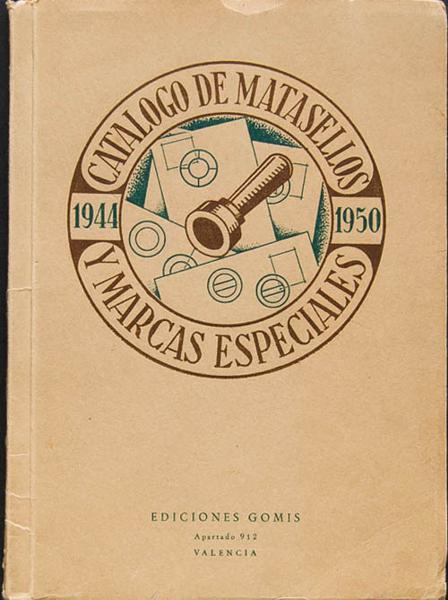 CATALOGO DE MATASELLOS
1944
1950
Y MARCAS ESPECIALES
EDICIONES GOMIS
Apartado 912
VALENCIA